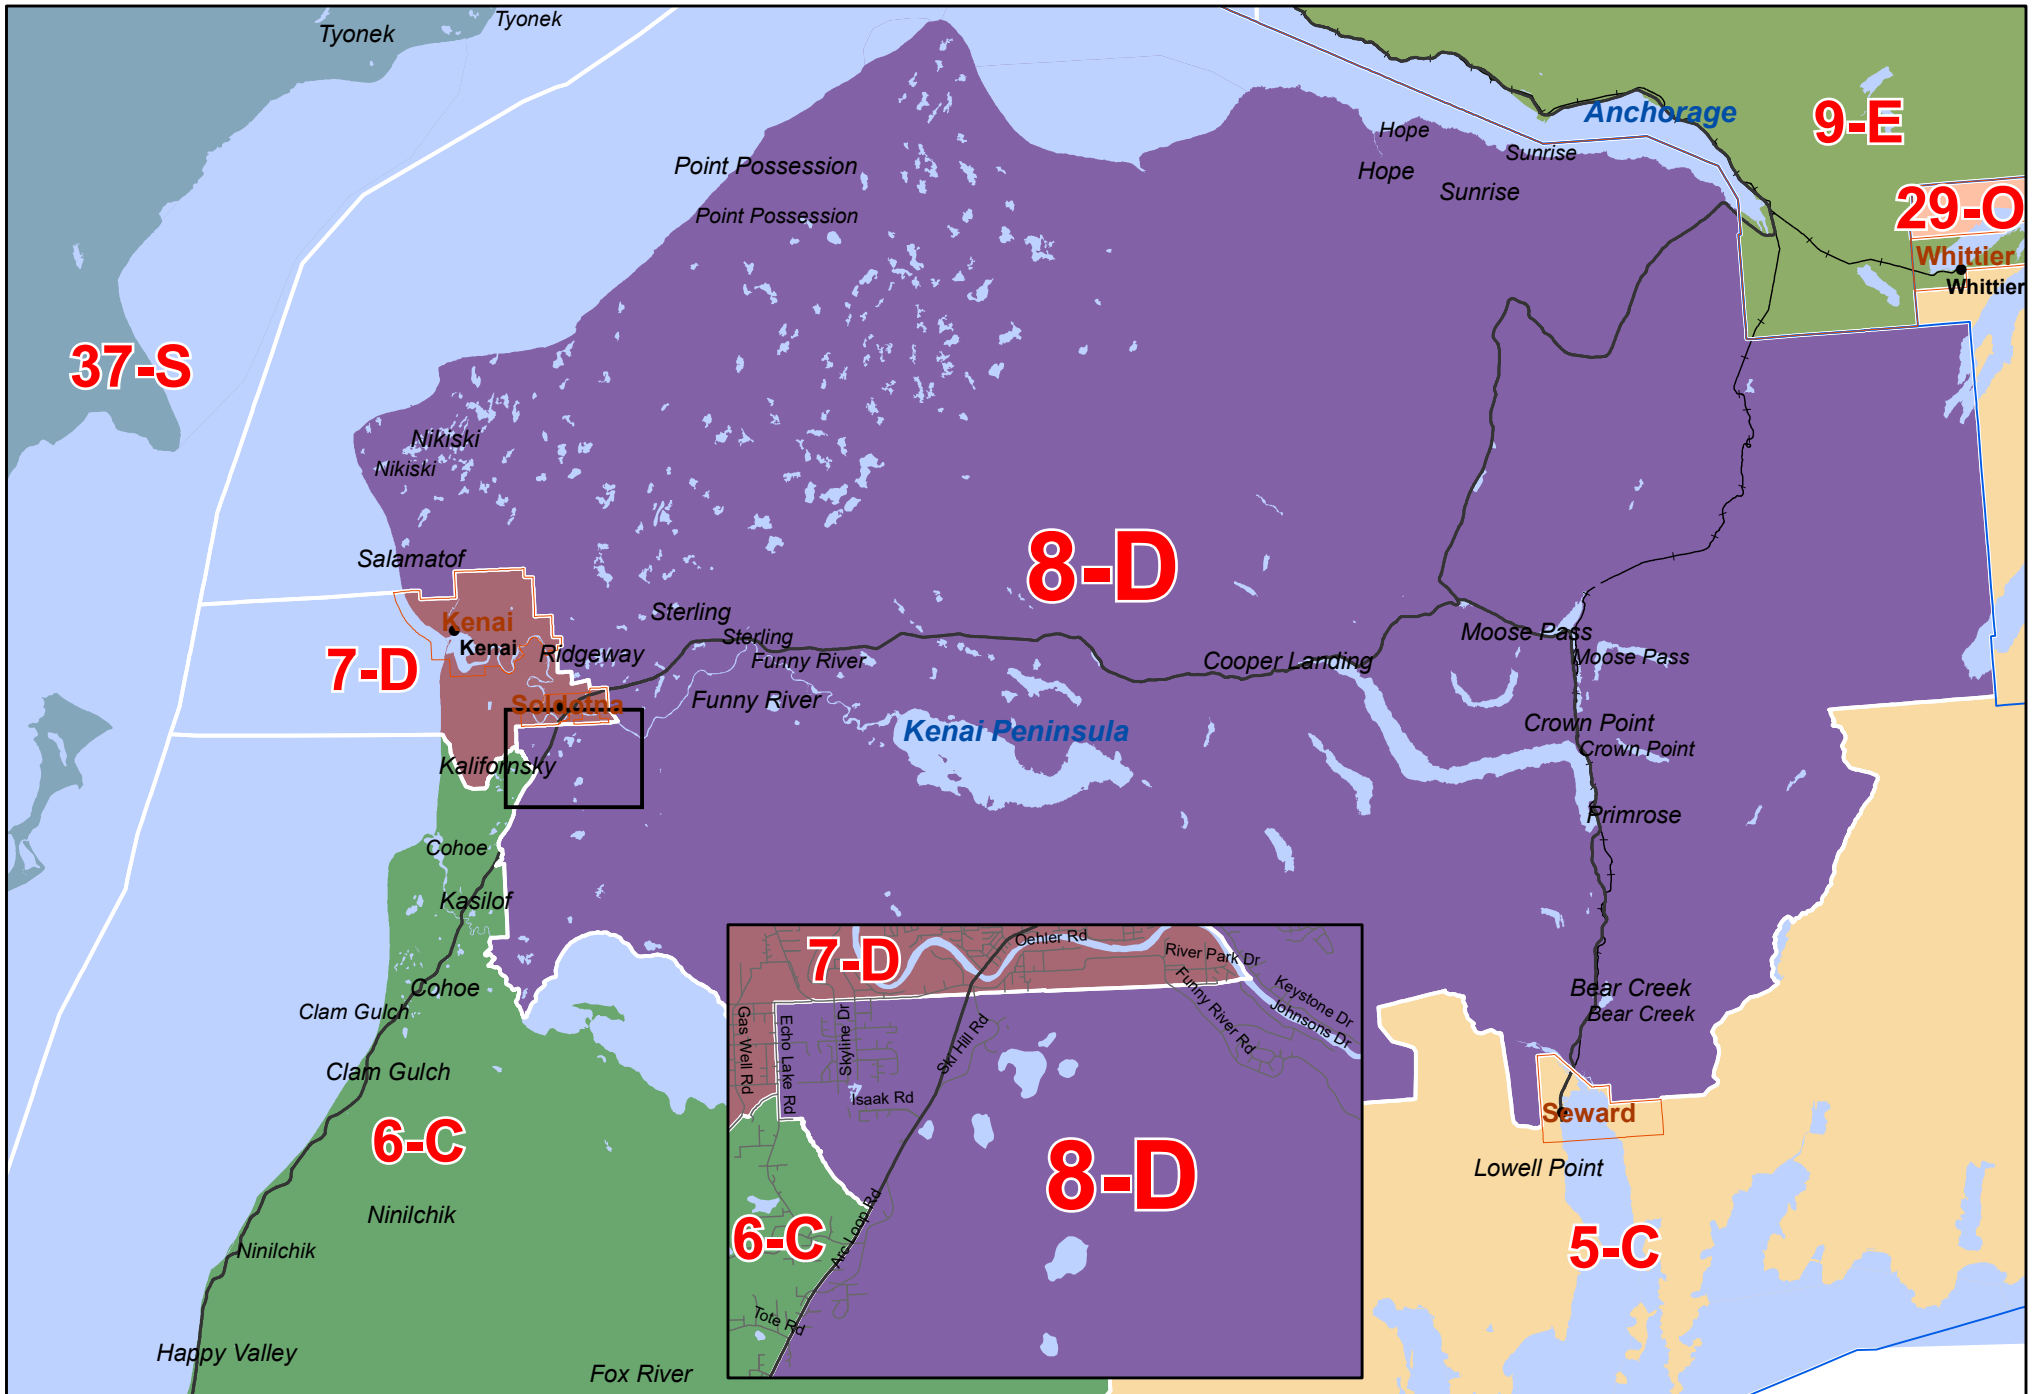 Tyonek
Tyonek
Anchorage
9-E
Hope
Sunrise
Point Possession
Hope
Sunrise
29-O
Point Possession
Whittier
Whittier
37-S
Nikiski
Nikiski
8-D
Salamatof
Sterling
Kenai
Kenai
Sterling
Moose Pass
Ridgeway
Funny River
Cooper Landing
Moose Pass
7-D
Funny River
Soldotna
Kenai Peninsula
Crown Point
Crown Point
Kalifornsky
Primrose
Cohoe
Kasilof
Cohoe
Clam Gulch
Bear Creek
Bear Creek
Clam Gulch
6-C
Seward
Lowell Point
Ninilchik
Ninilchik
5-C
Happy Valley
Fox River
7-D
Oehler Rd
River Park Dr
Keystone Dr
Johnsons Dr
Funny River Rd
Gas Well Rd
Echo Lake Rd
Skyline Dr
Ski Hill Rd
Isaak Rd
8-D
6-C
Arc Loop Rd
Tote Rd